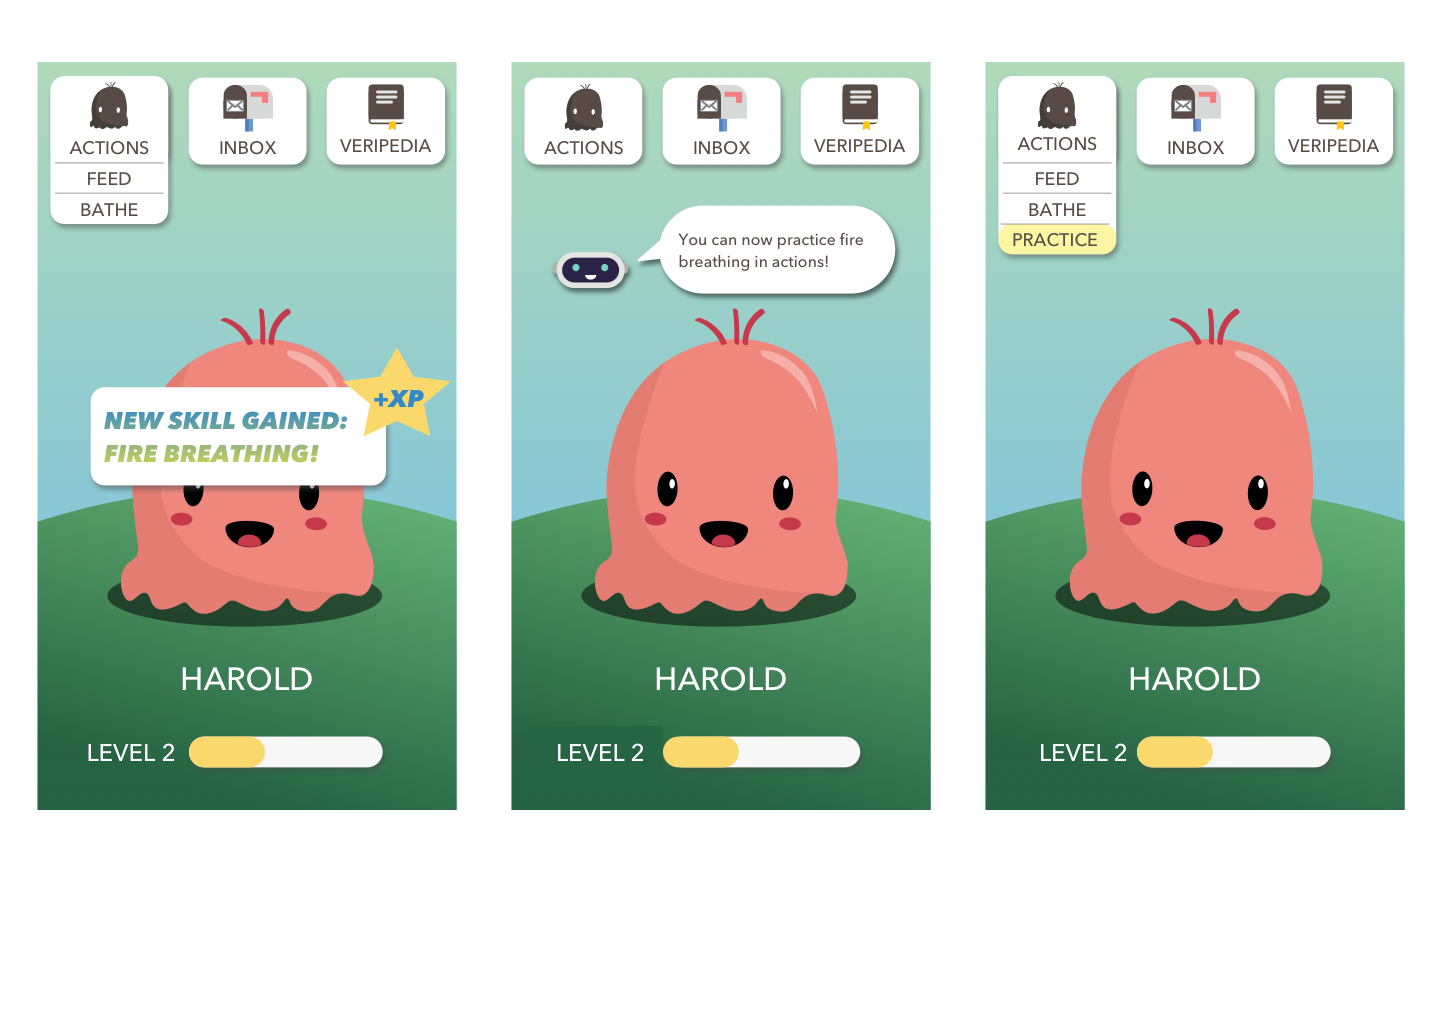 ACTIONS
FEED
BATHE
INBOX
VERIPEDIA
NEW SKILL GAINED:
FIRE BREATHING!
+XP
HAROLD
LEVEL 2
ACTIONS
INBOX
VERIPEDIA
You can now practice fire
breathing in actions!
HAROLD
LEVEL 2
ACTIONS
FEED
BATHE
PRACTICE
INBOX
VERIPEDIA
HAROLD
LEVEL 2